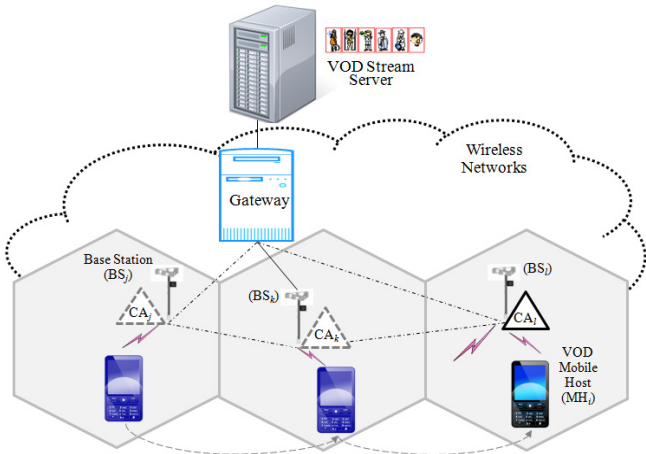 VOD Stream
Server
Wireless
Networks
Gateway
Base Station
(BSj)
(BSk)
(BSl)
CAj
CAk
CAl
VOD
Mobile
Host
(MHi)